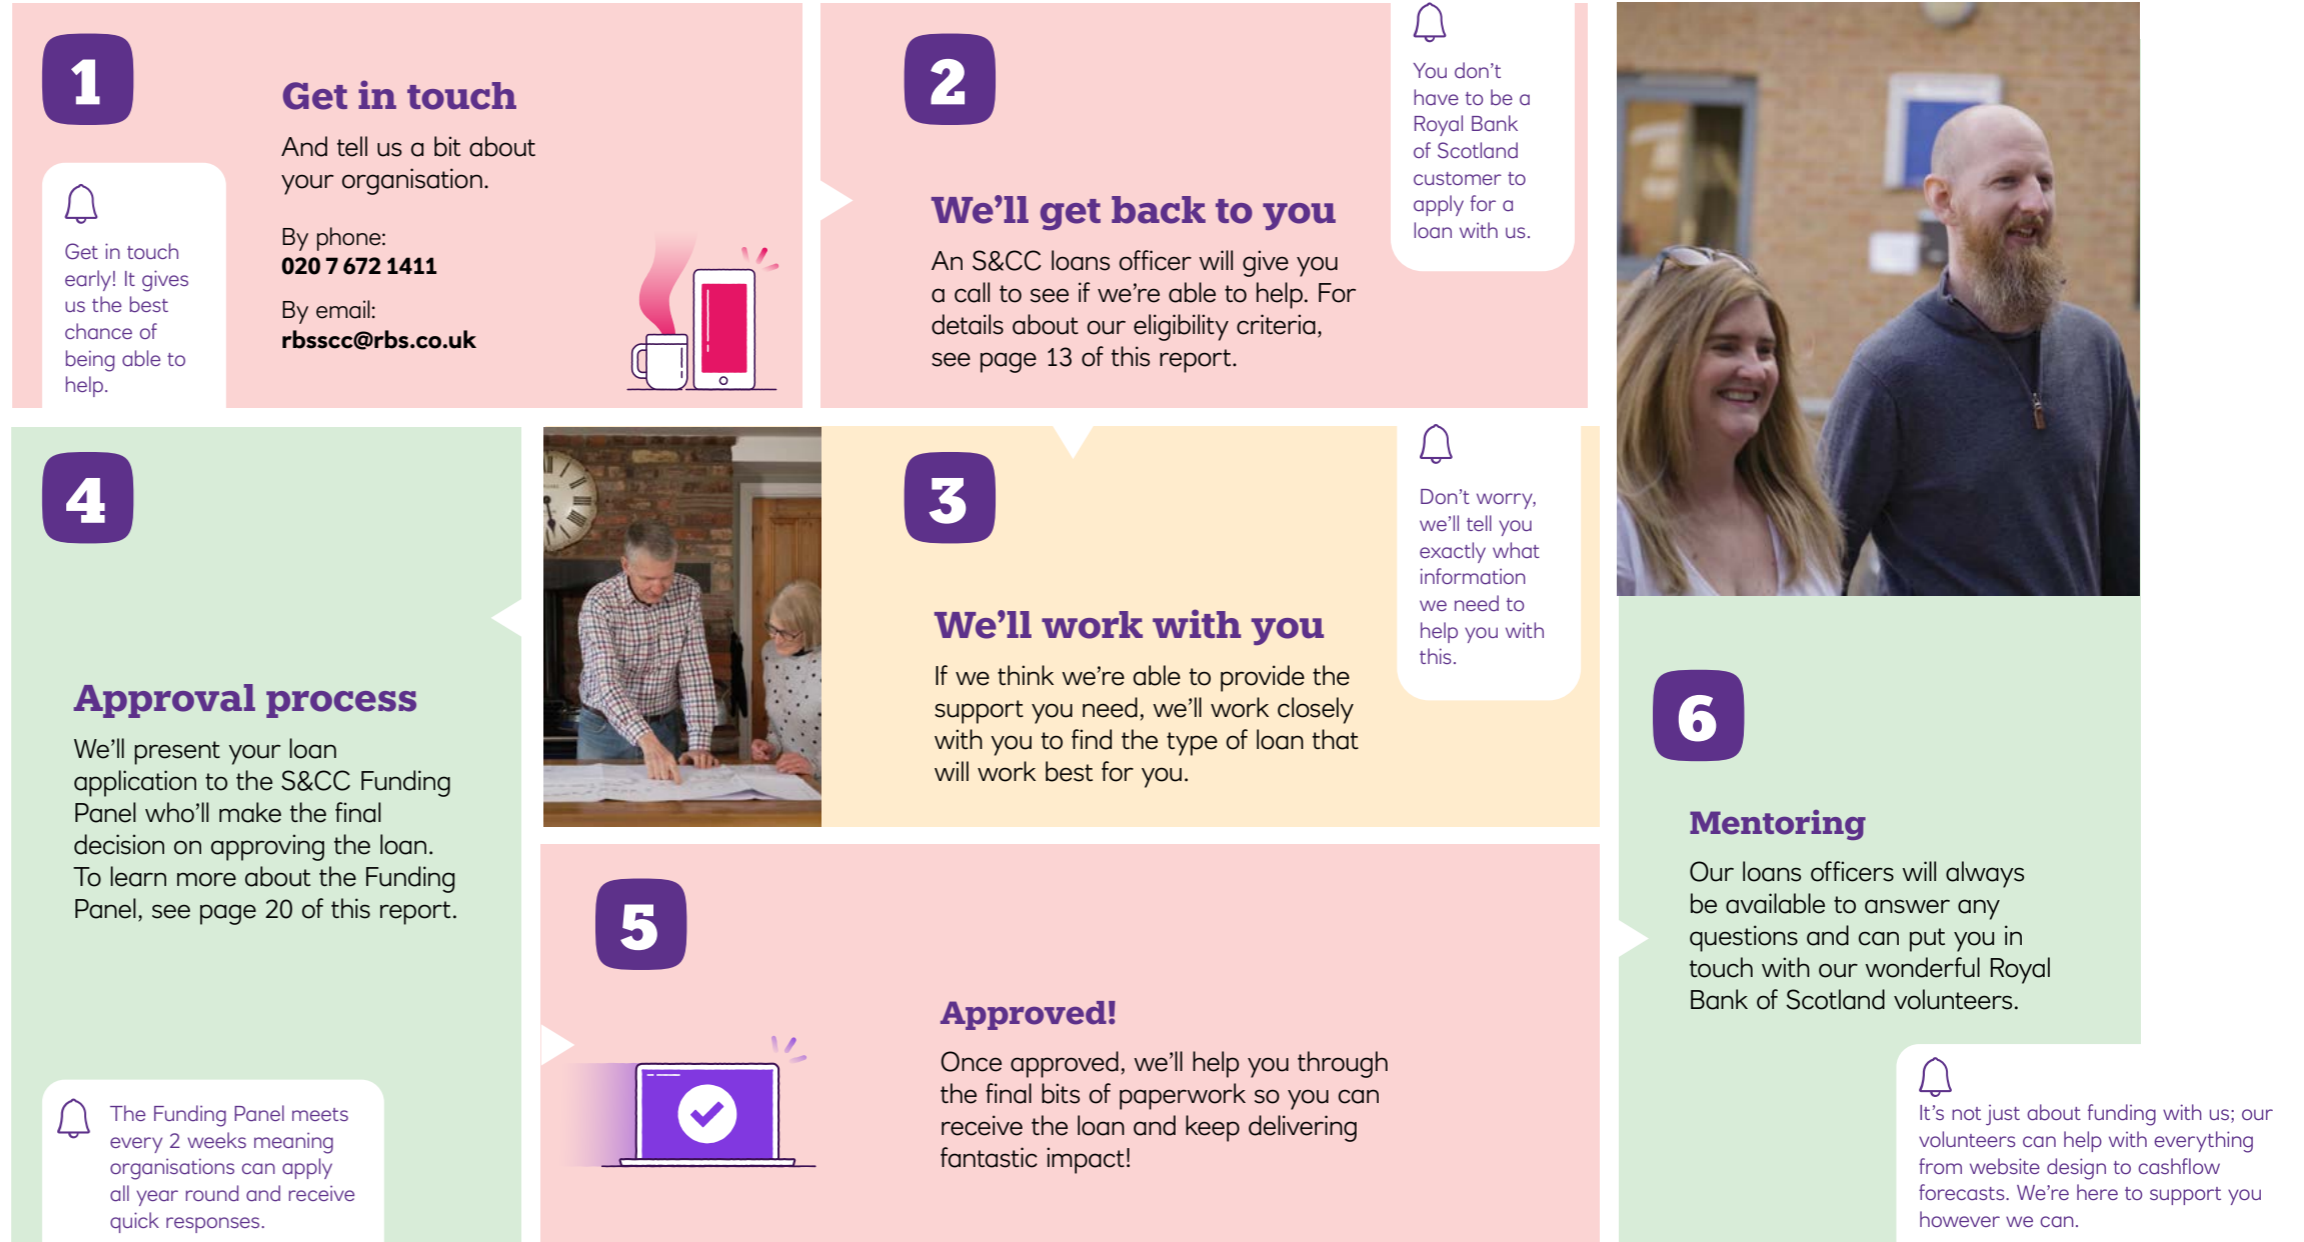 1
Get in touch
And tell us a bit about
your organisation.
By phone:
020 7 672 1411
By email:
rbsscc@rbs.co.uk
Get in touch
early! It gives
us the best
chance of
being able to
help.
2
We’ll get back to you
An S&CC loans officer will give you
a call to see if we’re able to help. For
details about our eligibility criteria,
see page 13 of this report.
You don’t
have to be a
Royal Bank
of Scotland
customer to
apply for a
loan with us.
3
We’ll work with you
If we think we’re able to provide the
support you need, we’ll work closely
with you to find the type of loan that
will work best for you.
Don’t worry,
we’ll tell you
exactly what
information
we need to
help you with
this.
4
Approval process
We’ll present your loan
application to the S&CC Funding
Panel who’ll make the final
decision on approving the loan.
To learn more about the Funding
Panel, see page 20 of this report.
The Funding Panel meets
every 2 weeks meaning
organisations can apply
all year round and receive
quick responses.
5
Approved!
Once approved, we’ll help you through
the final bits of paperwork so you can
receive the loan and keep delivering
fantastic impact!
6
Mentoring
Our loans officers will always
be available to answer any
questions and can put you in
touch with our wonderful Royal
Bank of Scotland volunteers.
It’s not just about funding with us; our
volunteers can help with everything
from website design to cashflow
forecasts. We’re here to support you
however we can.